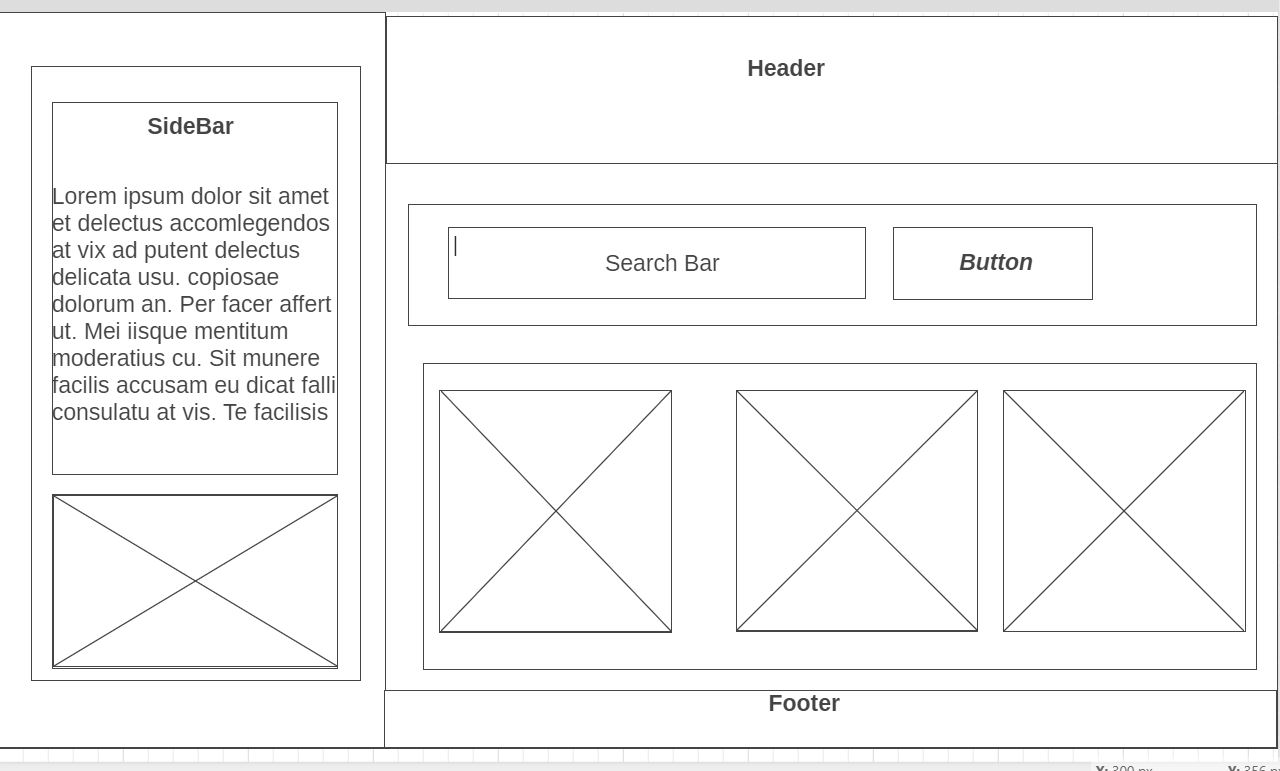 Header
SideBar
Lorem ipsum dolor sit amet
et delectus accomlegendos
at vix ad putent delectus
delicata usu. copiosae
dolorum an. Per facer affert
ut. Mei iisque mentitum
moderatius cu. Sit munere
facilis accusam eu dicat falli
consulatu at vis. Te facilisis
Search Bar
Button
Footer
X: 300 px
Y: 356 px